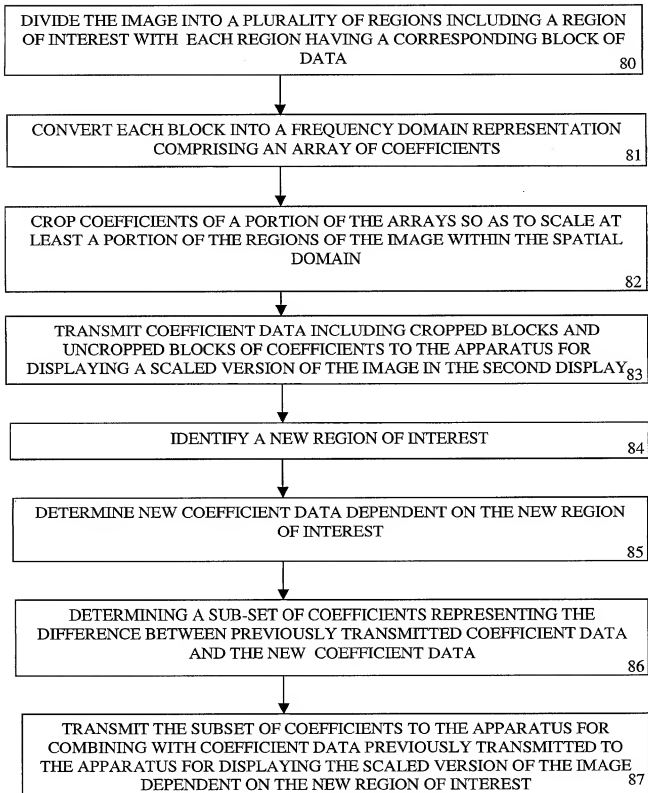 DIVIDE THE IMAGE INTO A PLURALITY OF REGIONS INCLUDING A REGION
OF INTEREST WITH EACH REGION HAVING A CORRESPONDING BLOCK OF
DATA
80
CONVERT EACH BLOCK INTO A FREQUENCY DOMAIN REPRESENTATION
COMPRISING AN ARRAY OF COEFFICIENTS
81
CROP COEFFICIENTS OF A PORTION OF THE ARRAYS SO AS TO SCALE AT
LEAST A PORTION OF THE REGIONS OF THE IMAGE WITHIN THE SPATIAL
DOMAIN
82
TRANSMIT COEFFICIENT DATA INCLUDING CROPPED BLOCKS AND
UNCROPPED BLOCKS OF COEFFICIENTS TO THE APPARATUS FOR
DISPLAYING A SCALED VERSION OF THE IMAGE IN THE SECOND DISPLAY
83
IDENTIFY A NEW REGION OF INTEREST
84
DETERMINE NEW COEFFICIENT DATA DEPENDENT ON THE NEW REGION
OF INTEREST
85
DETERMINING A SUB-SET OF COEFFICIENTS REPRESENTING THE
DIFFERENCE BETWEEN PREVIOUSLY TRANSMITTED COEFFICIENT DATA
AND THE NEW COEFFICIENT DATA
86
TRANSMIT THE SUBSET OF COEFFICIENTS TO THE APPARATUS FOR
COMBINING WITH COEFFICIENT DATA PREVIOUSLY TRANSMITTED TO
THE APPARATUS FOR DISPLAYING THE SCALED VERSION OF THE IMAGE
DEPENDENT ON THE NEW REGION OF INTEREST
87